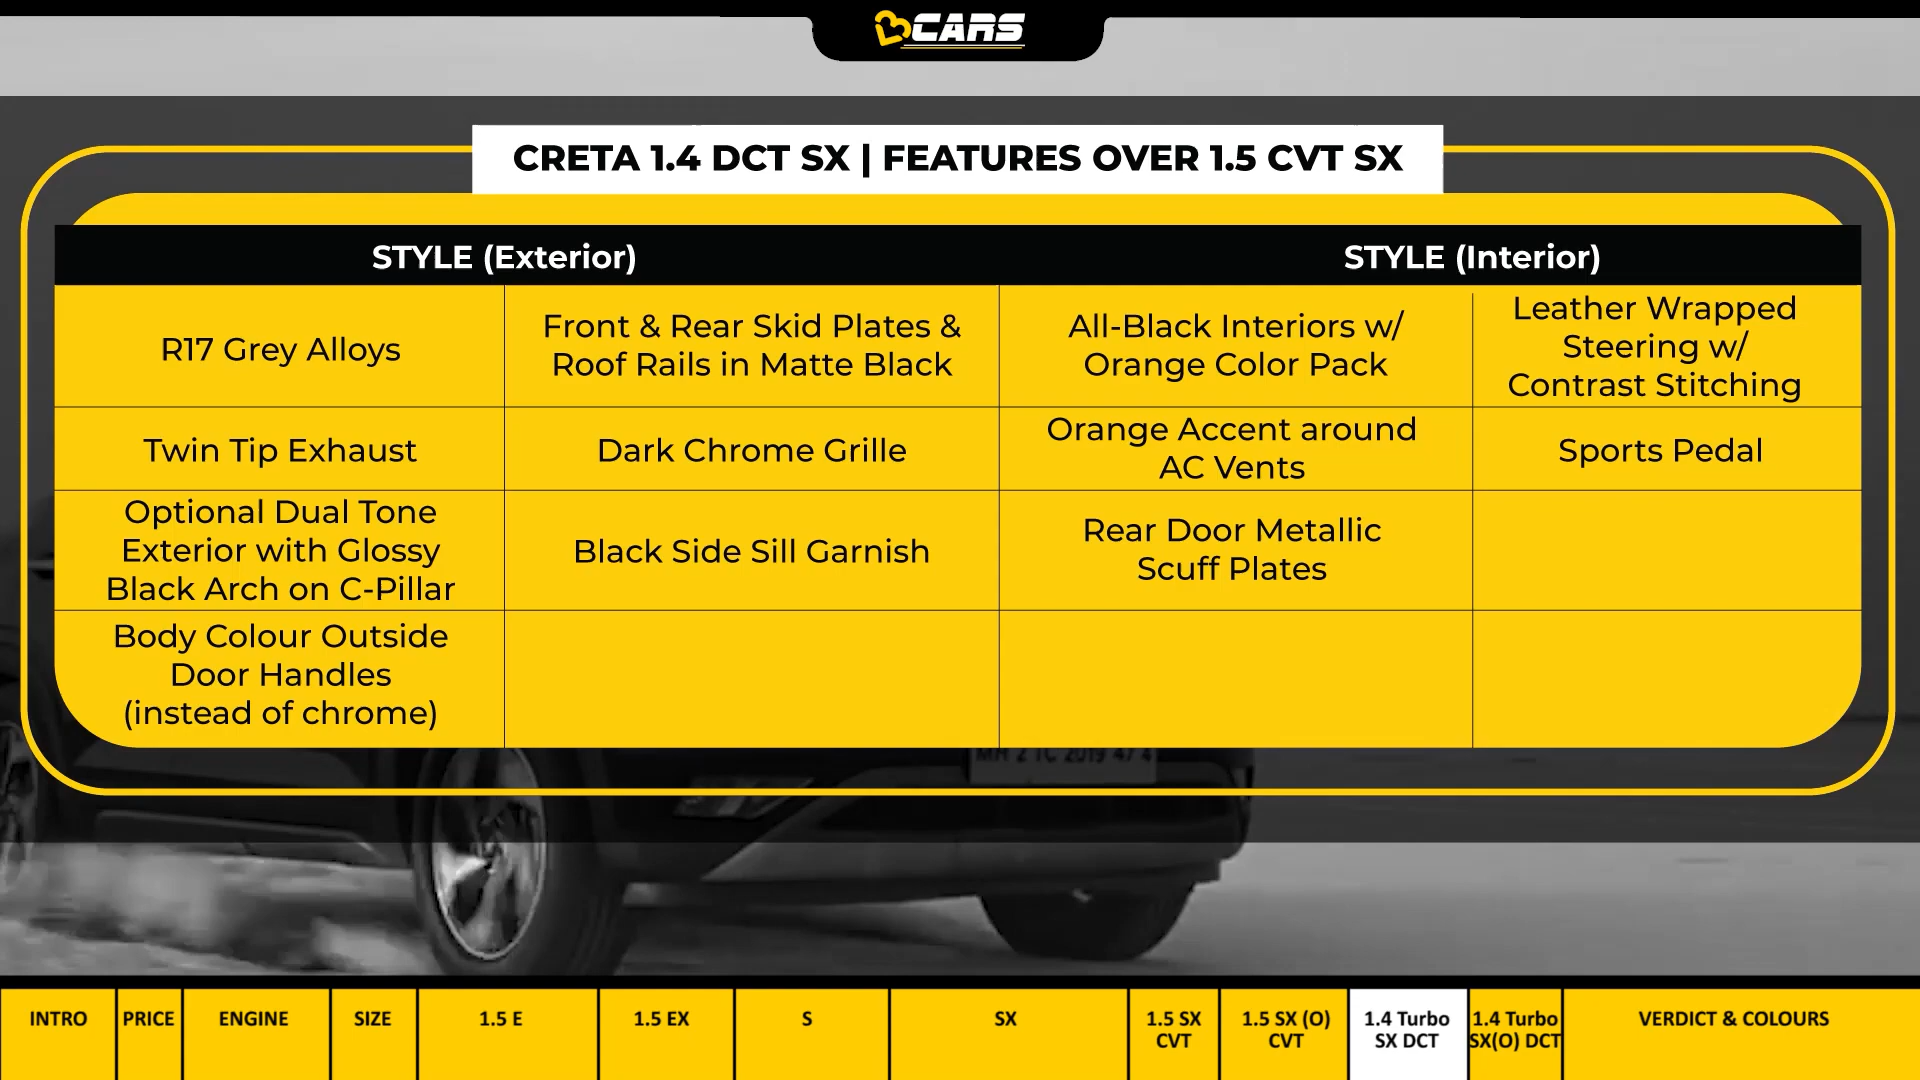 CARS
CRETA 1.4 DCT SX | FEATURES OVER 1.5 CVT SX
STYLE (Exterior)
STYLE (Interior)
R17 Grey Alloys
Front & Rear Skid Plates &
Roof Rails in Matte Black
All-Black Interiors w/
Orange Color Pack
Leather Wrapped
Steering w/
Contrast Stitching
Twin Tip Exhaust
Dark Chrome Grille
Orange Accent around
AC Vents
Sports Pedal
Optional Dual Tone
Exterior with Glossy
Black Arch on C-Pillar
Black Side Sill Garnish
Rear Door Metallic
Scuff Plates
Body Colour Outside
Door Handles
(instead of chrome)
INTRO
PRICE
ENGINE
SIZE
1.5 E
1.5 EX
S
SX
1.5 SX
CVT
1.5 SX (O)
CVT
1.4 Turbo
SX DCT
1.4 Turbo
SX(O) DCT
VERDICT & COLOURS